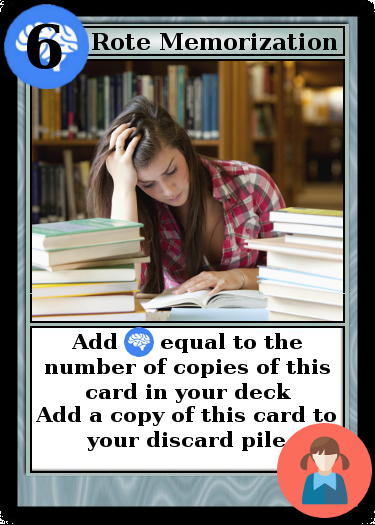 6
Rote Memorization
Add equal to the
number of copies of this
card in your deck
Add a copy of this card to
your discard pile